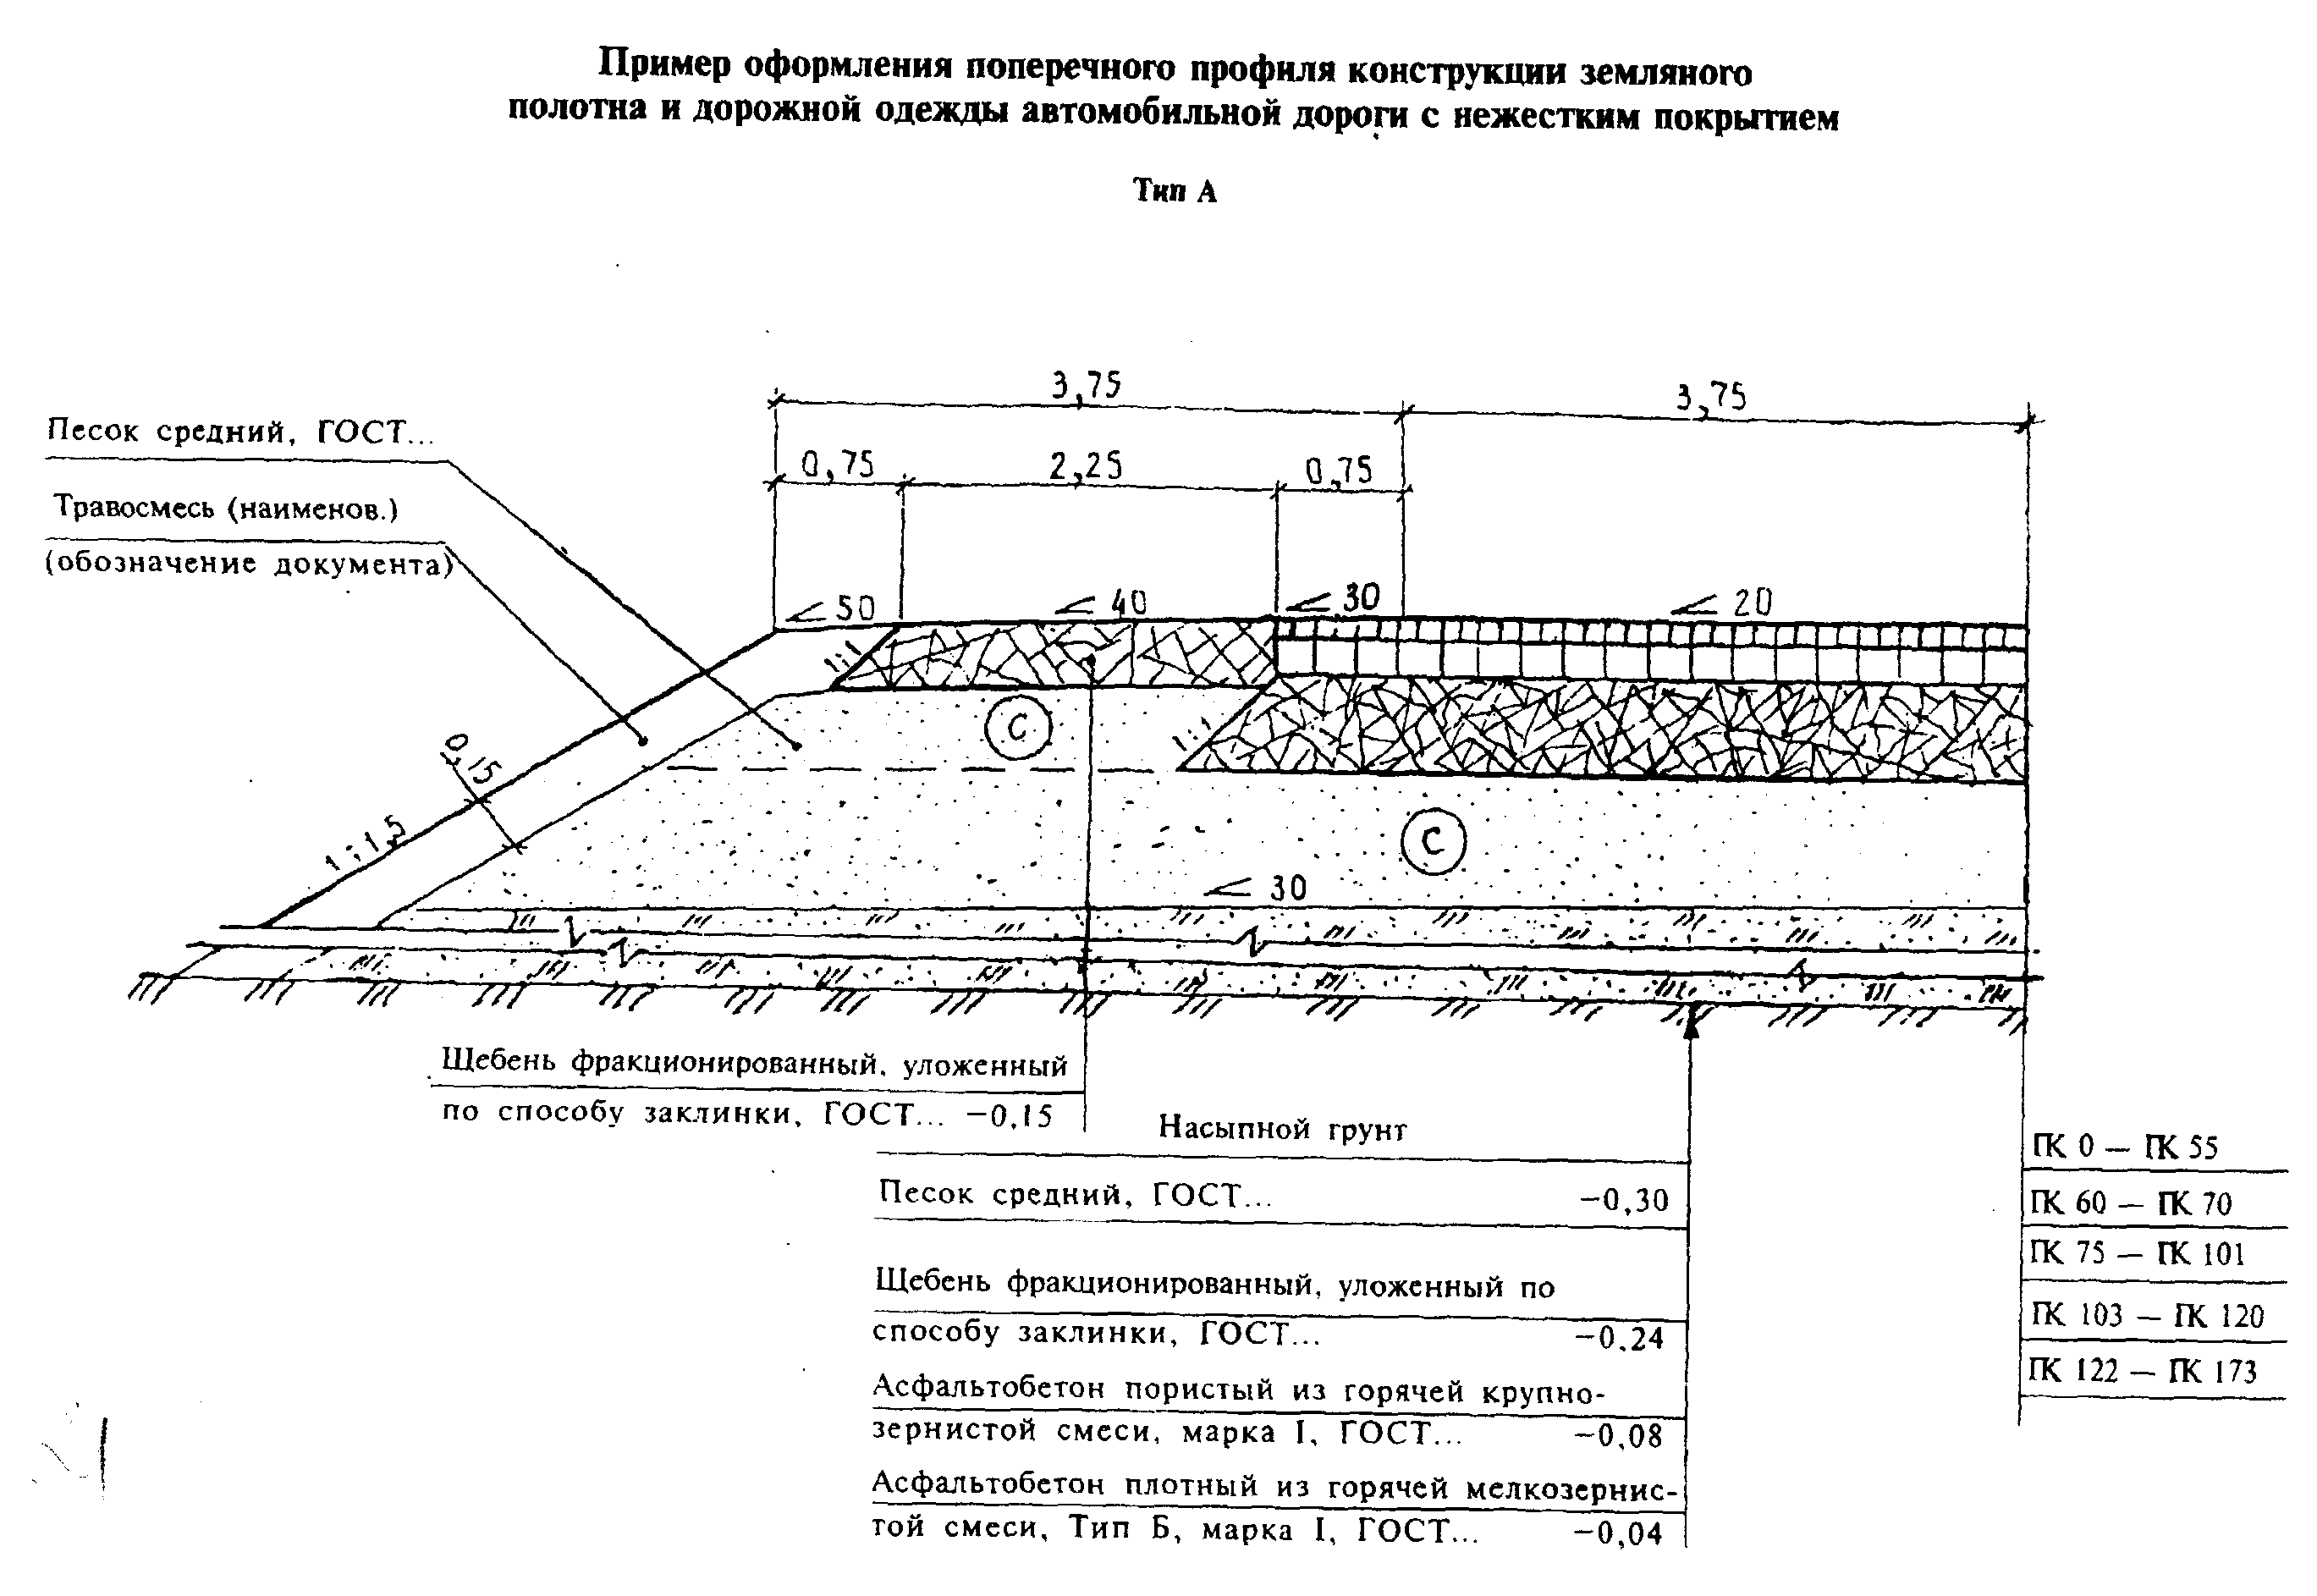 Пример оформления поперечного профиля конструкции земляного
полотна и дорожной одежды автомобильной дороги с нежестким покрытием
Тип А
3,75
3,75
Песок средний, ГОСТ...
0,75
2,25
0,75
Травосмесь (наименов.)
(обозначение документа)
50
40
30
20
1:1
С
1:1
0,15
1:1,5
С
30
Щебень фракционированный, уложенный
по способу заклинки, ГОСТ... −0,15
Насыпной грунт
Песок средний, ГОСТ... −0,30
Щебень фракционированный, уложенный по
способу заклинки, ГОСТ... −0,24
Асфальтобетон пористый из горячей крупно-
зернистой смеси, марка I, ГОСТ... −0,08
Асфальтобетон плотный из горячей мелкозернис-
той смеси, Тип Б, марка I, ГОСТ... −0,04
ПК 0 — ПК 55
ПК 60 — ПК 70
ПК 75 — ПК 101
ПК 103 — ПК 120
ПК 122 — ПК 173